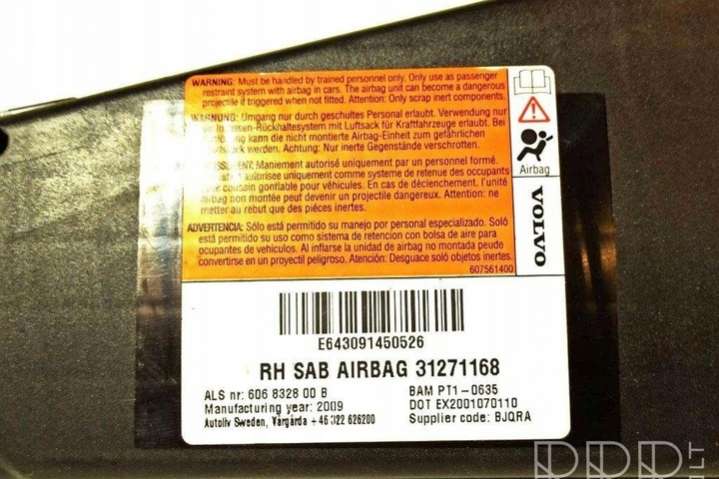 WARNING: Must be handled by trained personnel only. Only use as passenger
restraint system with airbag in cars. The airbag unit can become a dangerous
projectile if triggered when not fitted. Attention: Only scrap inert components.
WARNUNG: Umgang nur durch geschultes Personal erlaubt. Verwendung nur
Insassen-Rückhaltesystem mit Luftsack für Kraftfahrzeuge erlaubt. Bei
kann die nicht montierte Airbag-Einheit zum gefährlichen
werden. Achtung: Nur inerte Gegenstände verschrotten.
Maniement autorisé uniquement par un personnel formé.
autorisée uniquement comme système de retenue des occupants
coussin gonflable pour véhicules. En cas de déclenchement, l'unité
airbag non montée peut devenir un projectile dangereux. Attention: ne
mettre au rebut que des pièces inertes.
ADVERTENCIA: Sólo está permitido su manejo por personal especializado. Soló
está permitido su uso como sistema de retencion con bolsa de aire para
ocupantes de vehículos. Al inflarse la unidad de airbag no montada peude
convertirse en un proyectil peligroso. Atención: Desguace soló objetos inertes.
607561400
Airbag
VOLVO
E643091450526
RH SAB AIRBAG 31271168
ALS nr: 606 8328 00 B
BAM PT1-0635
Manufacturing year: 2009
DOT EX2001070110
Autoliv Sweden, Vårgårda +46 322 626200
Supplier code: BJQRA